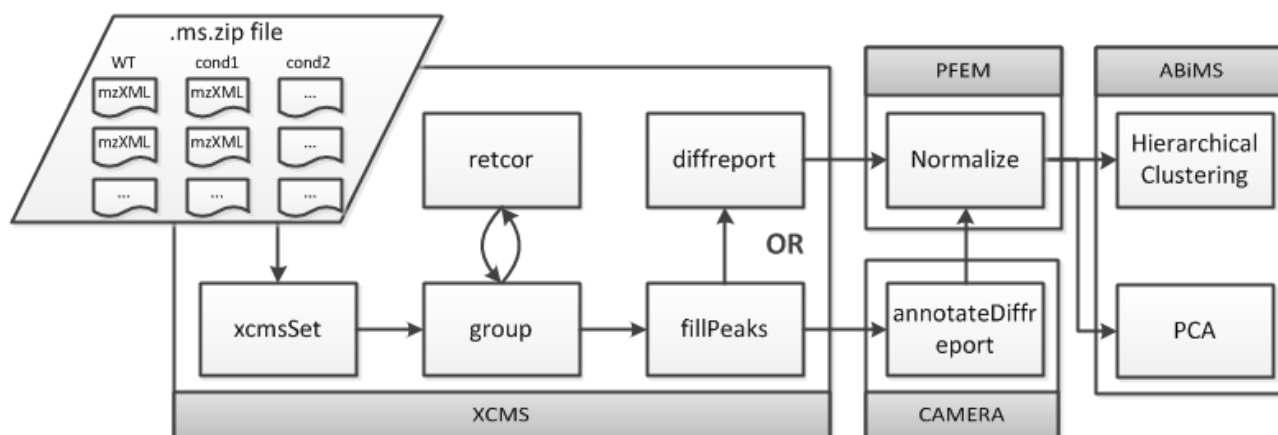 .ms.zip file
WT cond1 cond2
mzXML mzXML ...
mzXML mzXML ...
... ... ...
PFEM
ABiMS
retcor
diffreport
Normalize
Hierarchical
Clustering
OR
xcmsSet
group
fillPeaks
annotateDiffr
eport
PCA
XCMS
CAMERA